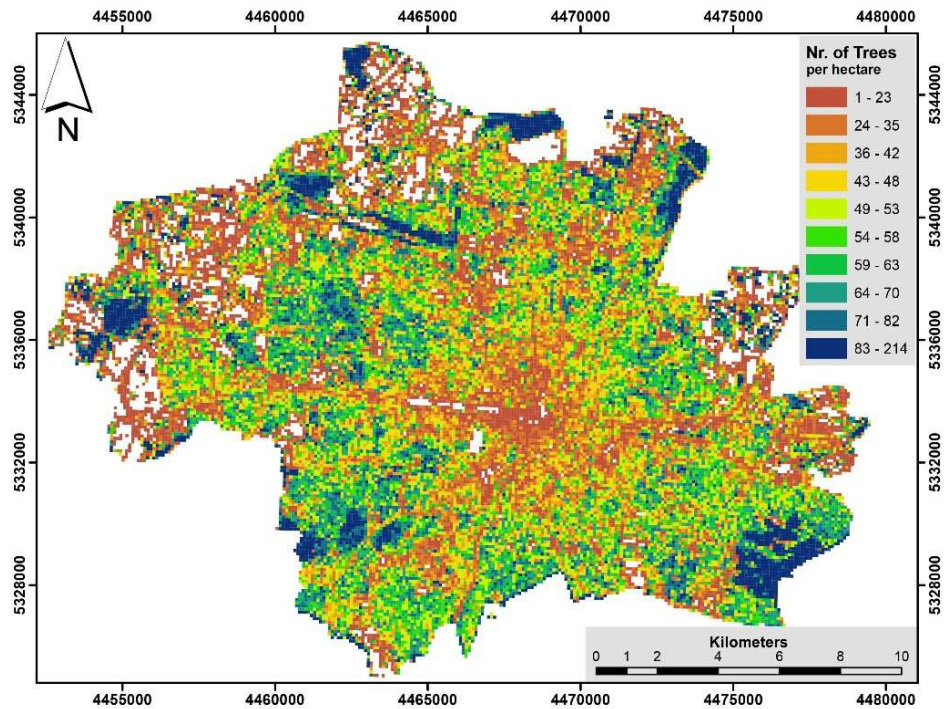 4455000 4460000 4465000 4470000 4475000 4480000
Nr. of Trees
per hectare
1 - 23
24 - 35
36 - 42
43 - 48
49 - 53
54 - 58
59 - 63
64 - 70
71 - 82
83 - 214
N
5344000 5344000
5340000 5340000
5336000 5336000
5332000 5332000
5328000 5328000
Kilometers
0 1 2 4 6 8 10
4455000 4460000 4465000 4470000 4475000 4480000